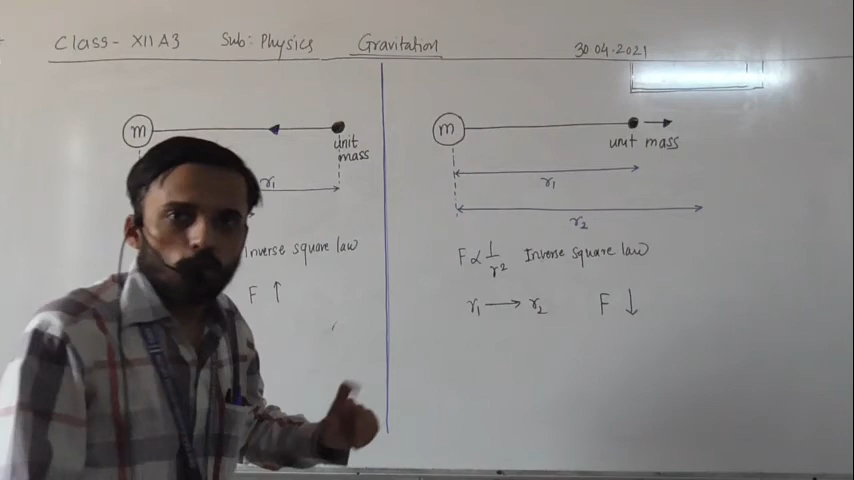 Class- XII A3 Sub: Physics Gravitation 30.04.2021
m
unit
mass
r1
Inverse square law
F ↑
m
unit mass
r1
r2
F ∝ 1/r2 Inverse square law
r1 → r2 F ↓